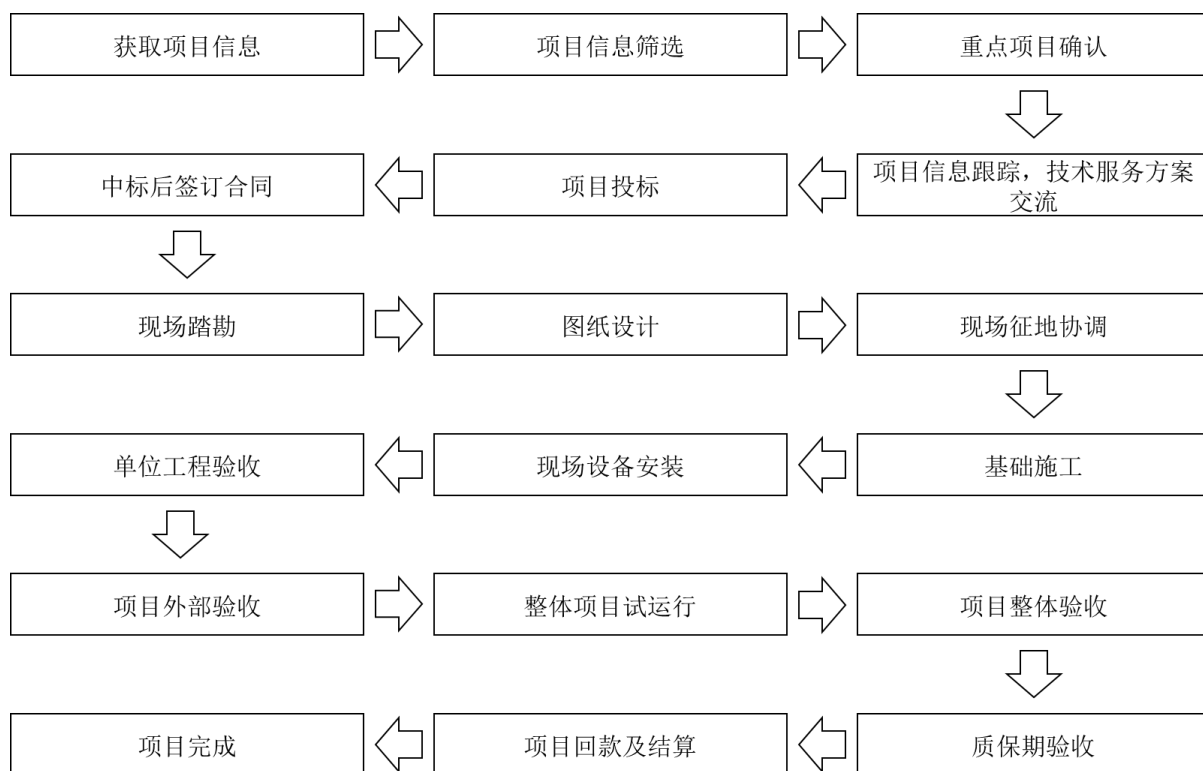 获取项目信息
项目信息筛选
重点项目确认
项目信息跟踪，技术服务方案
交流
项目投标
中标后签订合同
现场踏勘
图纸设计
现场征地协调
基础施工
现场设备安装
单位工程验收
项目外部验收
整体项目试运行
项目整体验收
质保期验收
项目回款及结算
项目完成